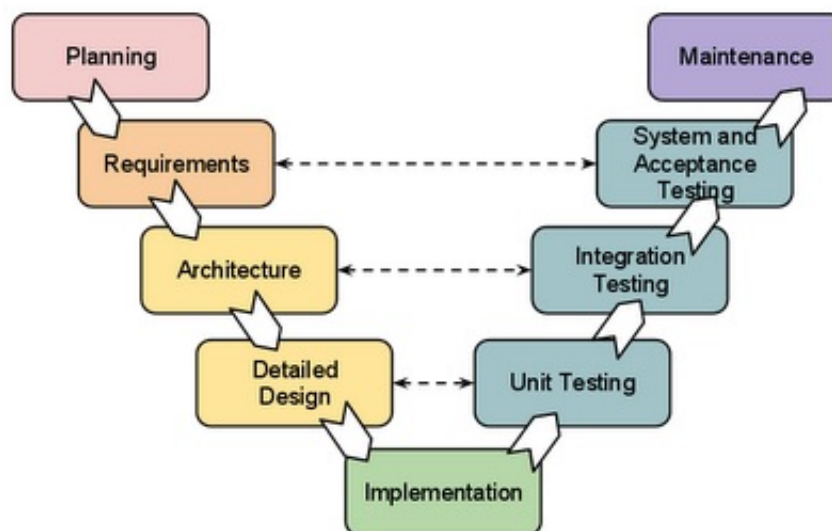 Planning
Maintenance
Requirements
System and
Acceptance
Testing
Architecture
Integration
Testing
Detailed
Design
Unit Testing
Implementation